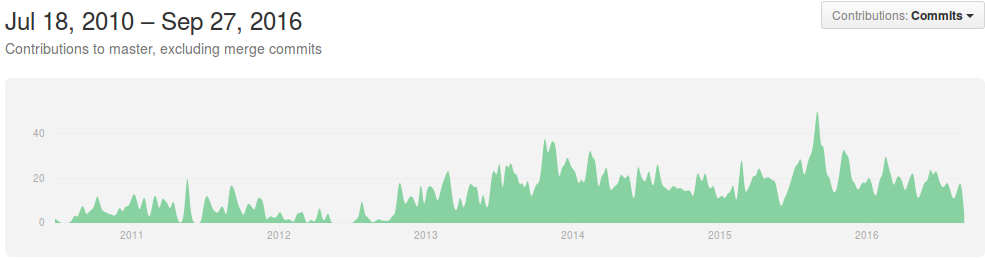 Jul 18, 2010 – Sep 27, 2016
Contributions: Commits
Contributions to master, excluding merge commits
40
20
0
2011 2012 2013 2014 2015 2016